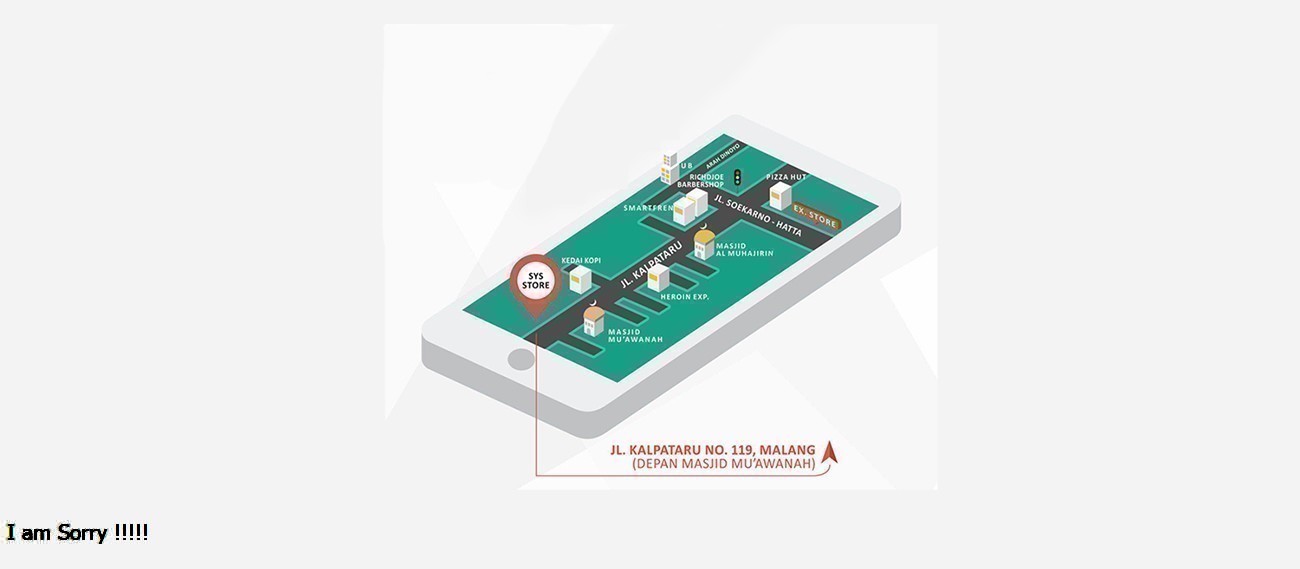 ARAH DINOYO
UB
RICHDJOE
BARBERSHOP
PIZZA HUT
SMARTFREN
JL. SOEKARNO - HATTA
EX. STORE
MASJID
AL MUHAJIRIN
JL. KALPATARU
KEDAI KOPI
SYS
STORE
HEROIN EXP.
MASJID
MU'AWANAH
JL. KALPATARU NO. 119, MALANG
(DEPAN MASJID MU'AWANAH)
I am Sorry !!!!!